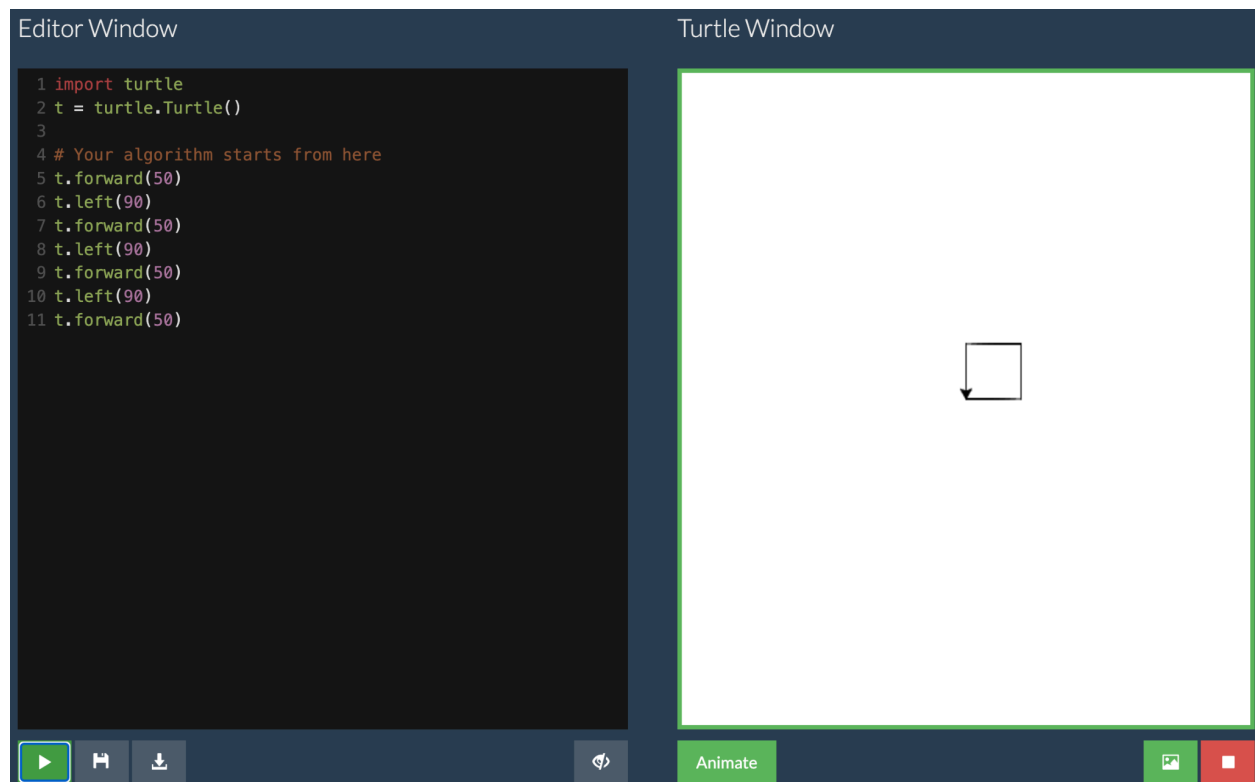 Editor Window
Turtle Window
1 import turtle
2 t = turtle.Turtle()
3
4 # Your algorithm starts from here
5 t.forward(50)
6 t.left(90)
7 t.forward(50)
8 t.left(90)
9 t.forward(50)
10 t.left(90)
11 t.forward(50)
Animate